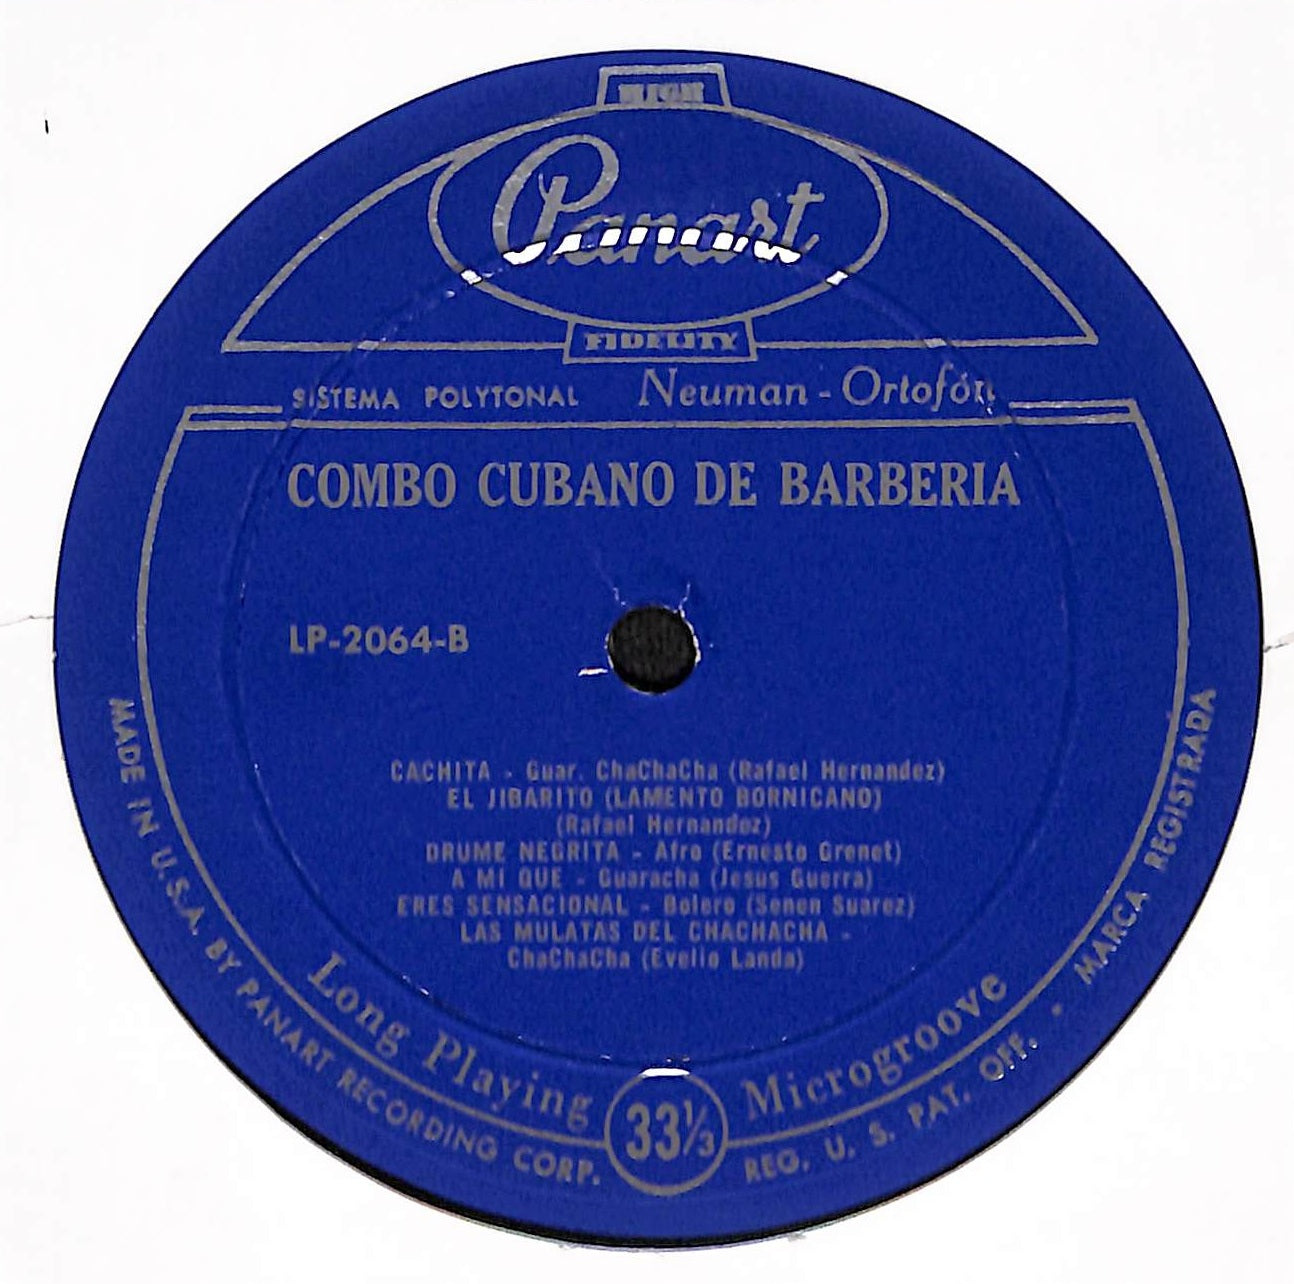 Panart
FIDELITY
SISTEMA POLYTONAL Neuman - Ortofón
COMBO CUBANO DE BARBERIA
LP-2064-B
CACHITA - Guar. ChaChaCha (Rafael Hernandez)
EL JIBARITO (LAMENTO BORNICANO)
(Rafael Hernandez)
DRUME NEGRITA - Afro (Ernesto Grenet)
A MI QUE - Guaracha (Jesus Guerra)
ERES SENSACIONAL - Bolero (Senen Suarez)
LAS MULATAS DEL CHACHACHA -
ChaChaCha (Evelio Landa)
Long Playing 33⅓ Microgroove
MADE IN U.S.A. BY PANART RECORDING CORP. REG. U. S. PAT. OFF. - MARCA REGISTRADA